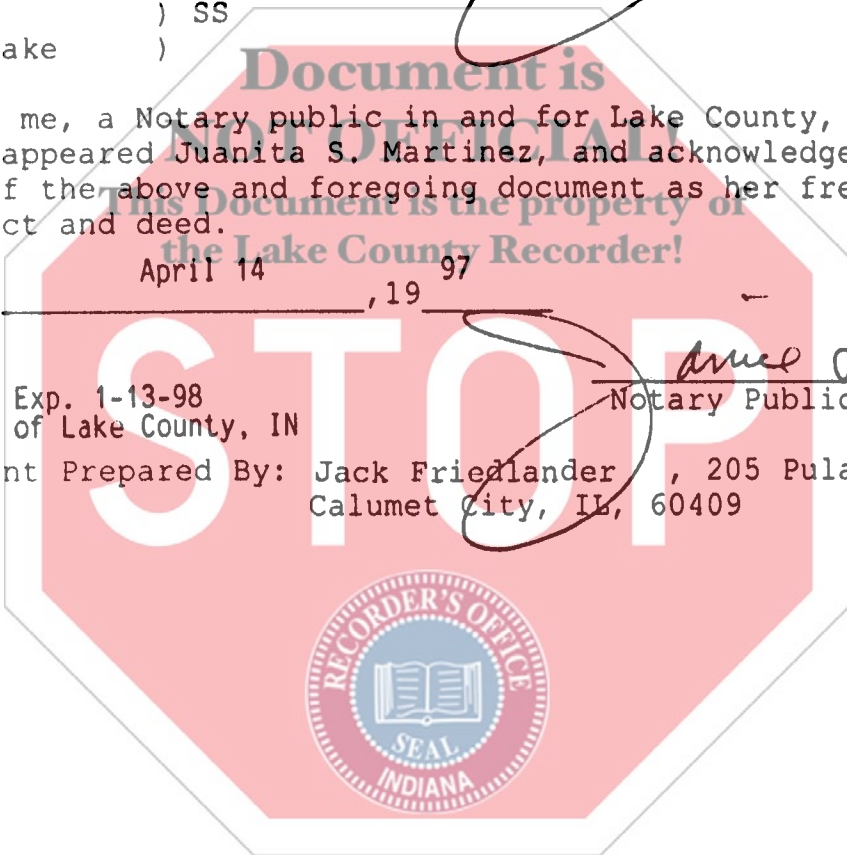 ) SS
ake )
Document is
me, a Notary public in and for Lake County,
NOT OFFICIAL!
appeared Juanita S. Martinez, and acknowledge
f the above and foregoing document as her fre
This Document is the property of
ct and deed.
the Lake County Recorder!
April 14 97
,19
STOP
Exp. 1-13-98
of Lake County, IN
Notary Public
nt Prepared By: Jack Friedlander , 205 Pula
Calumet City, IL, 60409
RECORDER'S OFFICE
SEAL
INDIANA